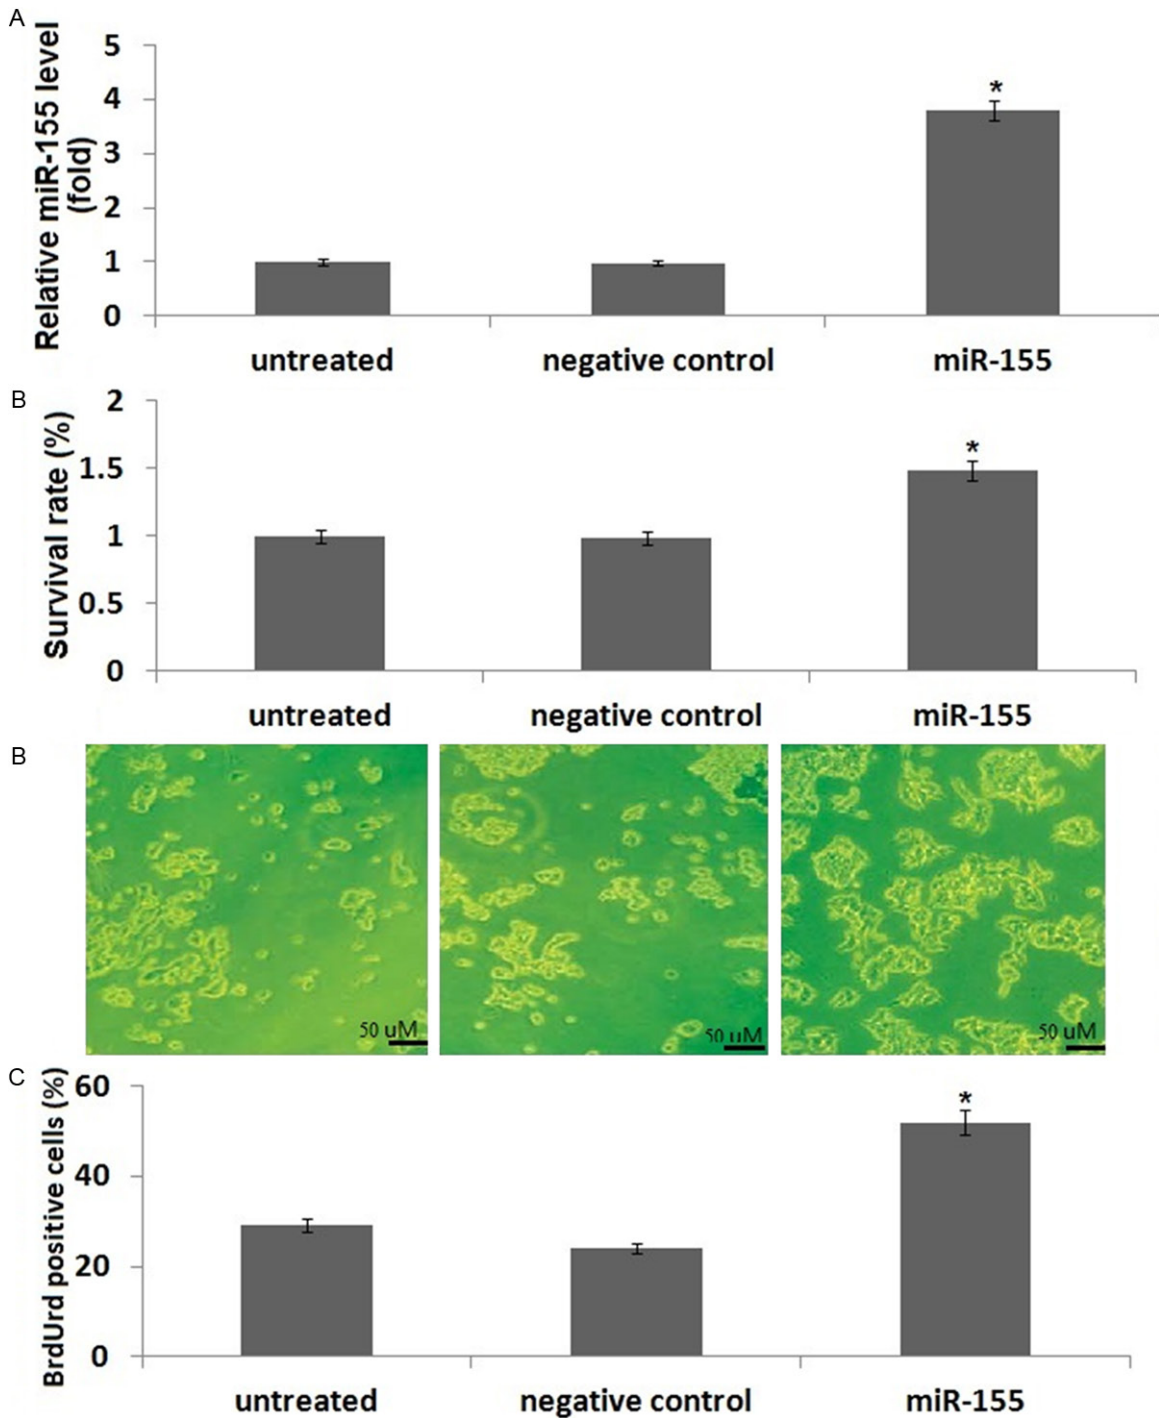 A
Relative miR-155 level
(fold)
5
4
3
2
1
0
*
untreated negative control miR-155
B
Survival rate (%)
2
1.5
1
0.5
0
*
untreated negative control miR-155
B
50 uM 50 uM 50 uM
C
BrdUrd positive cells (%)
60
40
20
0
*
untreated negative control miR-155